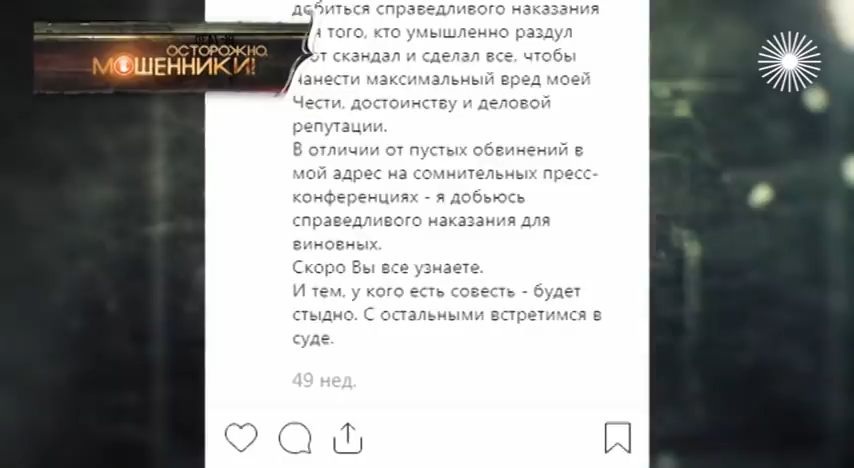 ОСТОРОЖНО,
МОШЕННИКИ!
добиться справедливого наказания
того, кто умышленно раздул
скандал и сделал все, чтобы
нанести максимальный вред моей
Чести, достоинству и деловой
репутации.
В отличии от пустых обвинений в
мой адрес на сомнительных пресс-
конференциях - я добьюсь
справедливого наказания для
виновных.
Скоро Вы все узнаете.
И тем, у кого есть совесть - будет
стыдно. С остальными встретимся в
суде.
49 нед.